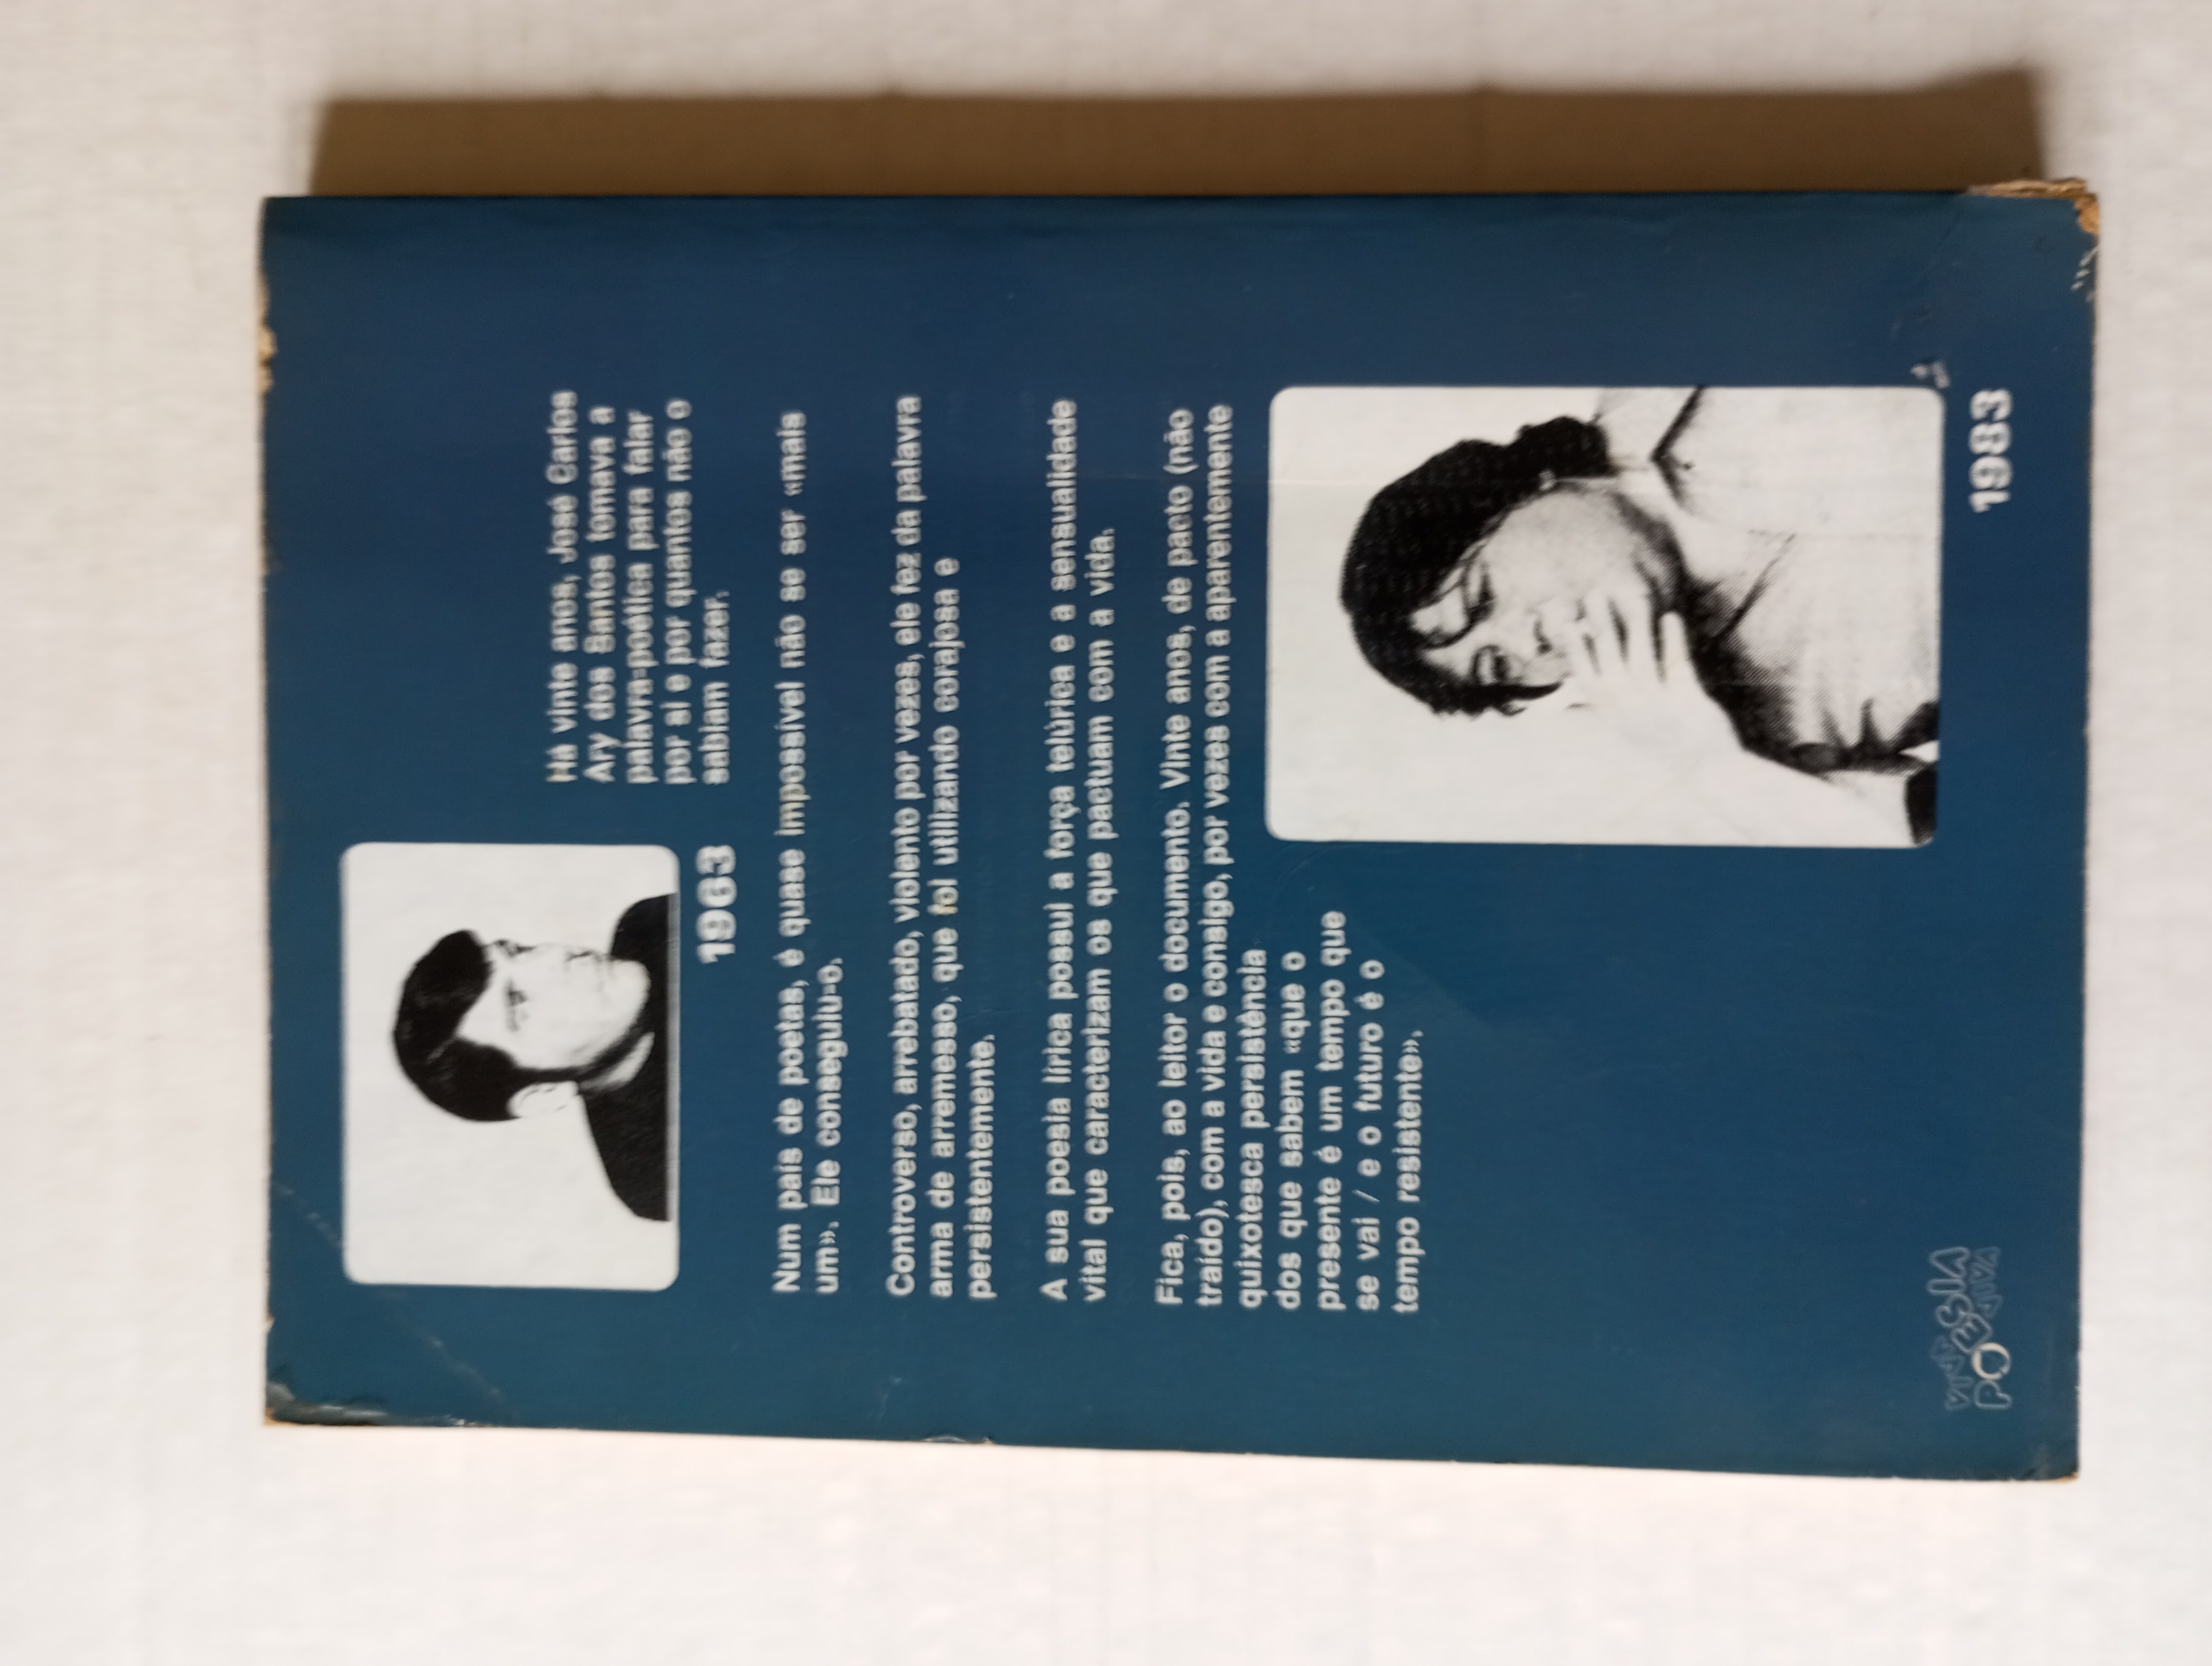 Há vinte anos, José Carlos
Ary dos Santos tomava a
palavra-poética para falar
por si e por quantos não o
sabiam fazer.
1963
Num país de poetas, é quase impossível não se ser «mais
um». Ele conseguiu-o.
Controverso, arrebatado, violento por vezes, ele fez da palavra
arma de arremesso, que foi utilizando corajosa e
persistentemente.
A sua poesia lírica possui a força telúrica e a sensualidade
vital que caracterizam os que pactuam com a vida.
Fica, pois, ao leitor o documento. Vinte anos, de pacto (não
traído), com a vida e consigo, por vezes com a aparentemente
quixotesca persistência
dos que sabem «que o
presente é um tempo que
se vai / e o futuro é o
tempo resistente».
1983
POESIA